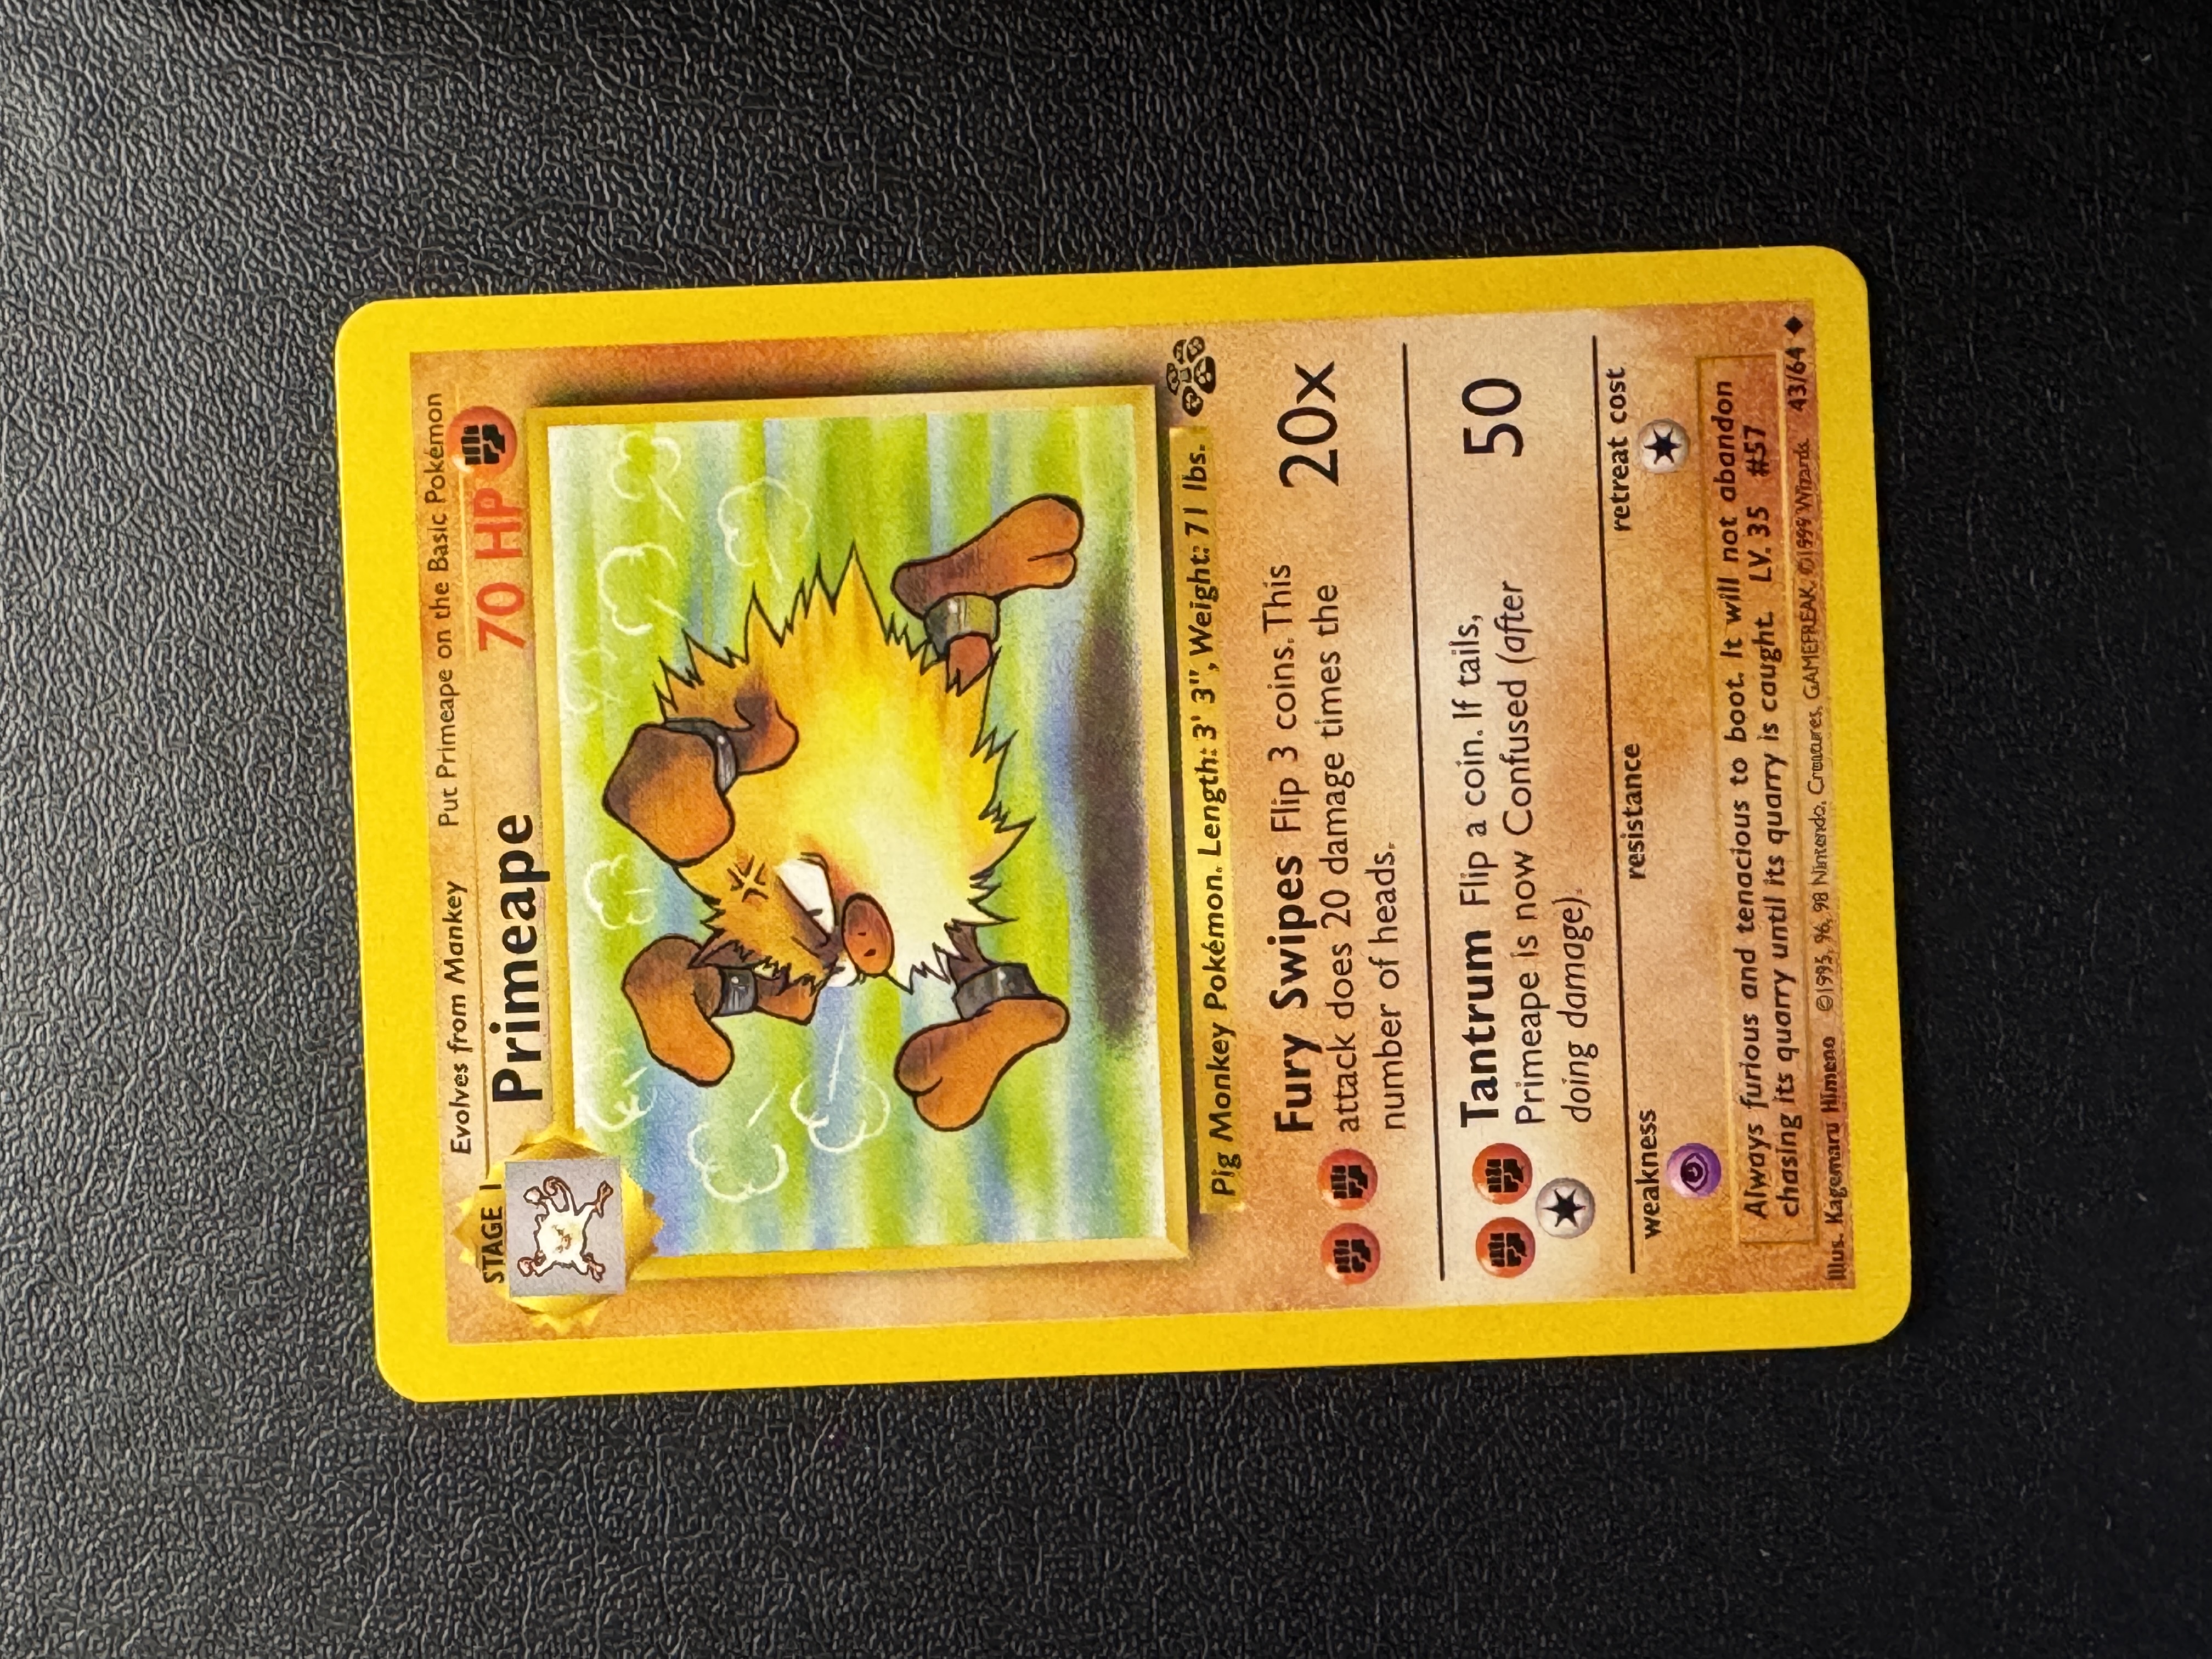 Evolves from Mankey Put Primeape on the Basic Pokémon
STAGE 1
Primeape 70 HP
Pig Monkey Pokémon. Length: 3' 3", Weight: 71 lbs.
Fury Swipes Flip 3 coins. This
attack does 20 damage times the
number of heads.
20x
Tantrum Flip a coin. If tails,
Primeape is now Confused (after
doing damage).
50
weakness resistance retreat cost
Always furious and tenacious to boot. It will not abandon
chasing its quarry until its quarry is caught. LV. 35 #57
Illus. Kagemaru Himeno ©1995, 96, 98 Nintendo, Creatures, GAMEFREAK. ©1999 Wizards. 43/64